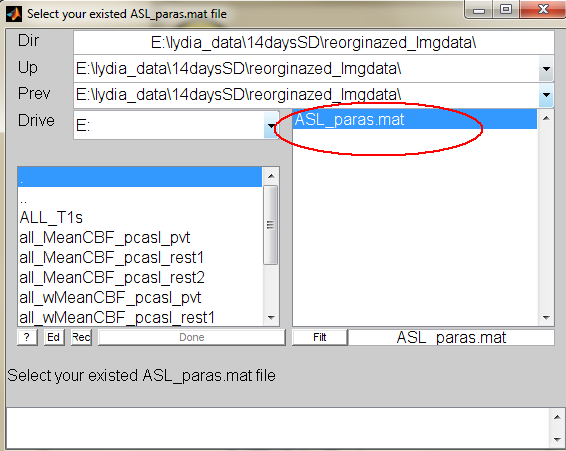 Select your existed ASL_paras.mat file
Dir E:\lydia_data\14daysSD\reorginazed_Imgdata\
Up E:\lydia_data\14daysSD\reorginazed_Imgdata\
Prev E:\lydia_data\14daysSD\reorginazed_Imgdata\
Drive E:
ASL_paras.mat
.
..
ALL_T1s
all_MeanCBF_pcasl_pvt
all_MeanCBF_pcasl_rest1
all_MeanCBF_pcasl_rest2
all_wMeanCBF_pcasl_pvt
all_wMeanCBF_pcasl_rest1
? Ed Rec Done Filt ASL_paras.mat
Select your existed ASL_paras.mat file